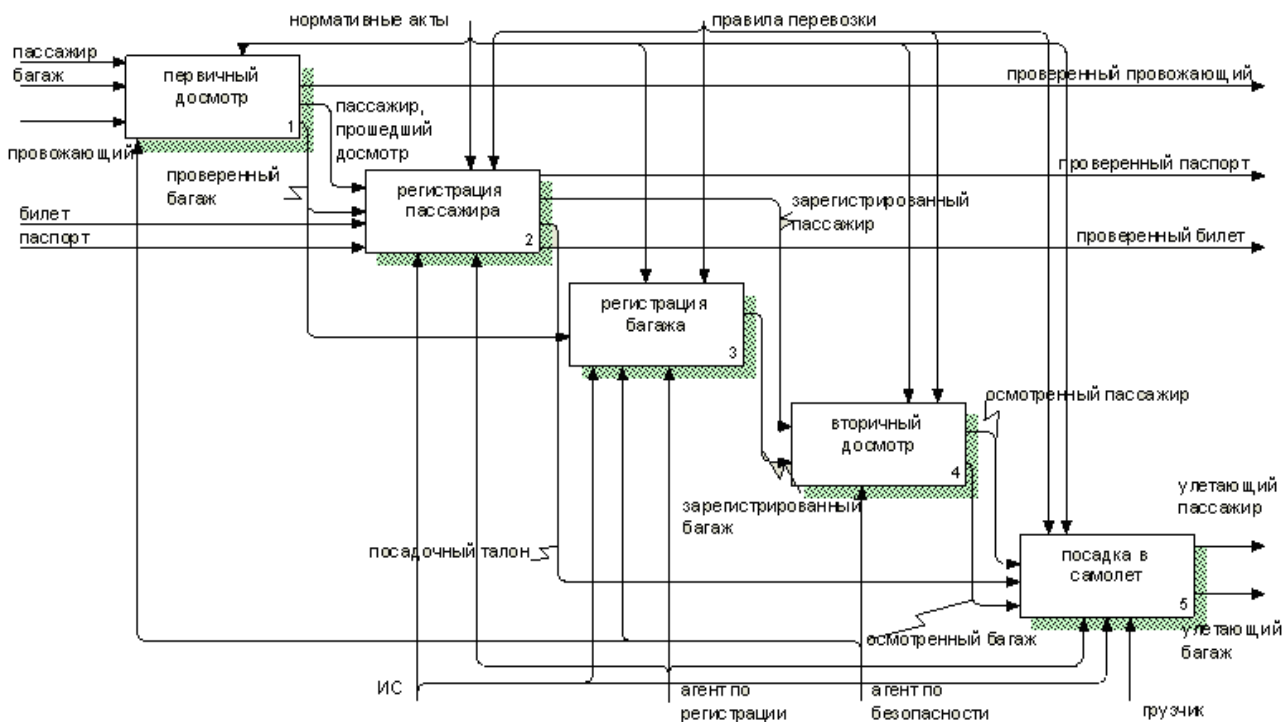 нормативные акты
правила перевозки
пассажир
багаж
провожающий
первичный
досмотр
1
проверенный провожающий
пассажир,
прошедший
досмотр
проверенный
багаж
билет
паспорт
регистрация
пассажира
2
проверенный паспорт
зарегистрированный
пассажир
проверенный билет
регистрация
багажа
3
вторичный
досмотр
4
осмотренный пассажир
зарегистрированный
багаж
посадочный талон
улетающий
пассажир
посадка в
самолет
5
осмотренный багаж
улетающий
багаж
ИС
агент по
регистрации
агент по
безопасности
грузчик